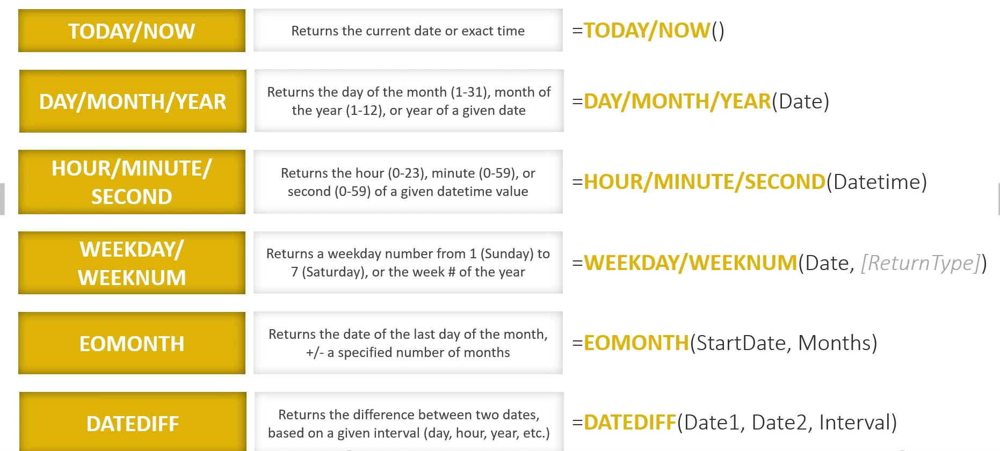 TODAY/NOW
Returns the current date or exact time
=TODAY/NOW()
DAY/MONTH/YEAR
Returns the day of the month (1-31), month of
the year (1-12), or year of a given date
=DAY/MONTH/YEAR(Date)
HOUR/MINUTE/
SECOND
Returns the hour (0-23), minute (0-59), or
second (0-59) of a given datetime value
=HOUR/MINUTE/SECOND(Datetime)
WEEKDAY/
WEEKNUM
Returns a weekday number from 1 (Sunday) to
7 (Saturday), or the week # of the year
=WEEKDAY/WEEKNUM(Date, [ReturnType])
EOMONTH
Returns the date of the last day of the month,
+/- a specified number of months
=EOMONTH(StartDate, Months)
DATEDIFF
Returns the difference between two dates,
based on a given interval (day, hour, year, etc.)
=DATEDIFF(Date1, Date2, Interval)